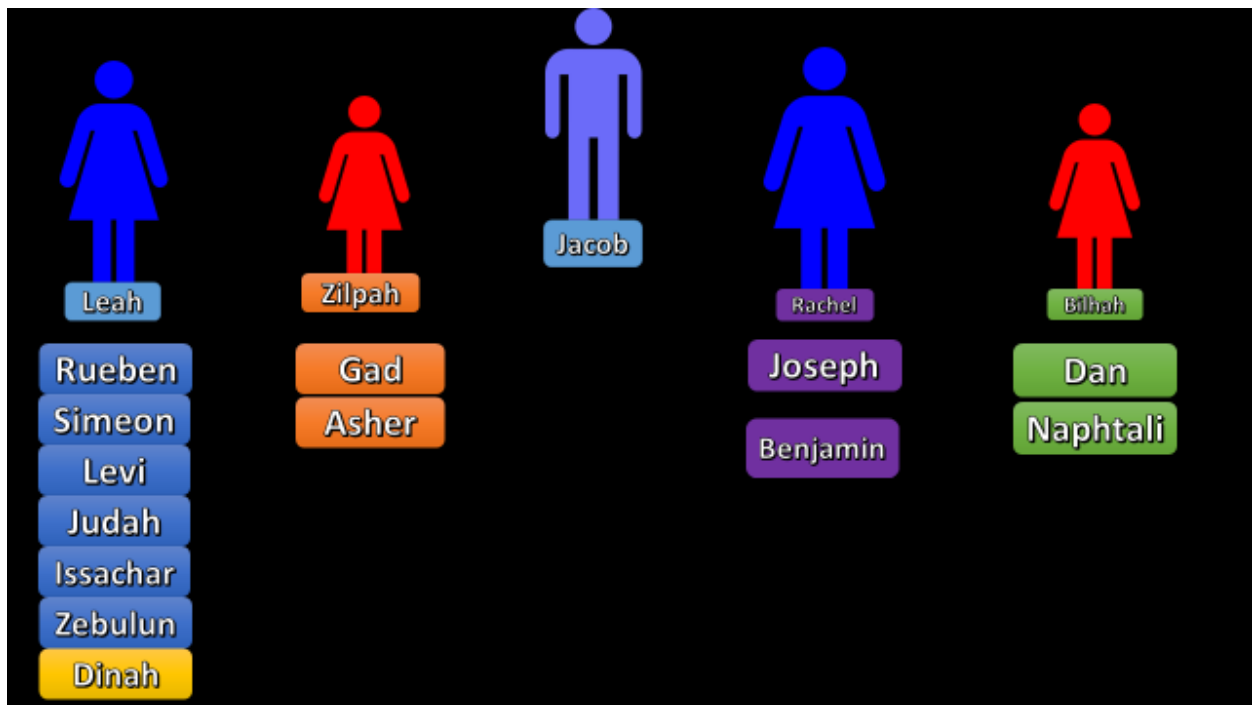 Jacob
Leah
Rueben
Simeon
Levi
Judah
Issachar
Zebulun
Dinah
Zilpah
Gad
Asher
Rachel
Joseph
Benjamin
Bilhah
Dan
Naphtali